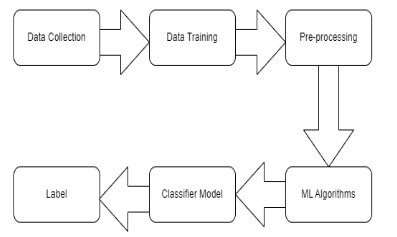 Data Collection
Data Training
Pre-processing
ML Algorithms
Classifier Model
Label